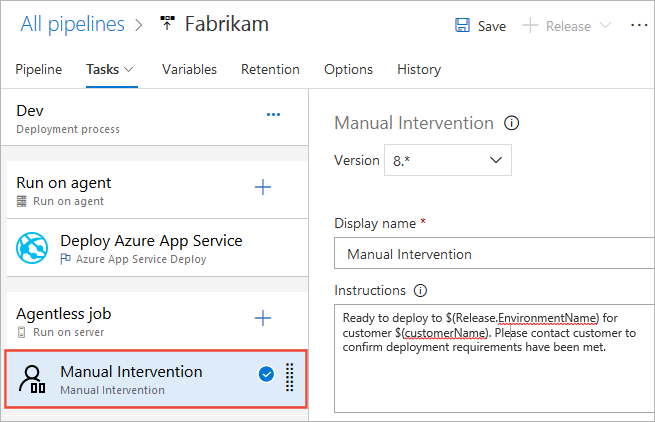 All pipelines > Fabrikam
Save
Release
Pipeline Tasks Variables Retention Options History
Dev
Deployment process
Run on agent
Run on agent
Deploy Azure App Service
Azure App Service Deploy
Agentless job
Run on server
Manual Intervention
Manual Intervention
Manual Intervention
Version 8.*
Display name *
Manual Intervention
Instructions
Ready to deploy to $(Release.EnvironmentName) for
customer $(customerName). Please contact customer to
confirm deployment requirements have been met.